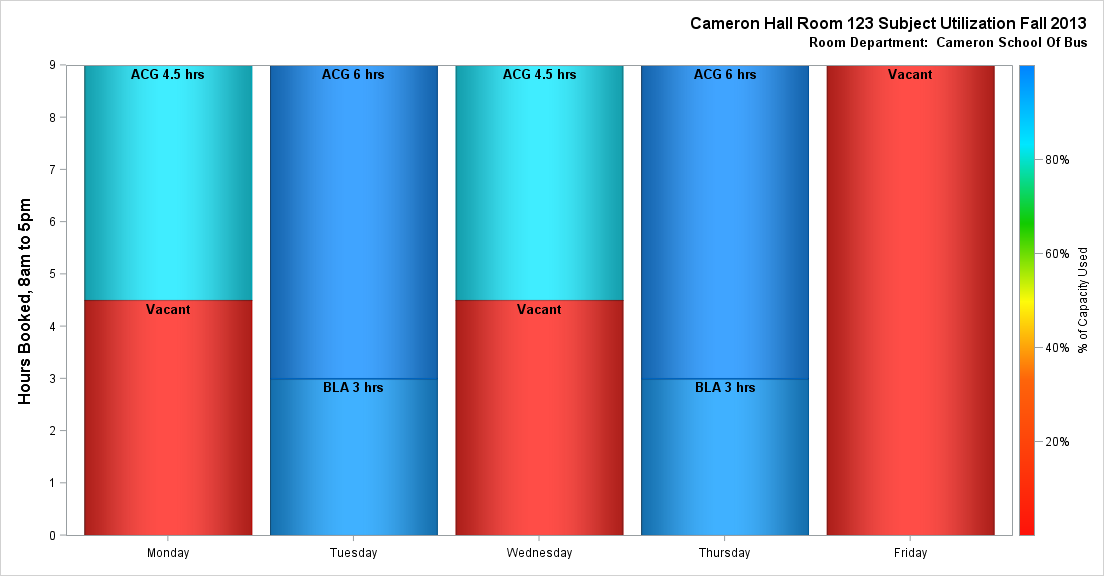 Cameron Hall Room 123 Subject Utilization Fall 2013
Room Department:  Cameron School Of Bus
Hours Booked, 8am to 5pm
9
8
7
6
5
4
3
2
1
0
ACG 4.5 hrs
Vacant
ACG 6 hrs
BLA 3 hrs
ACG 4.5 hrs
Vacant
ACG 6 hrs
BLA 3 hrs
Vacant
Monday
Tuesday
Wednesday
Thursday
Friday
80%
60%
40%
20%
% of Capacity Used